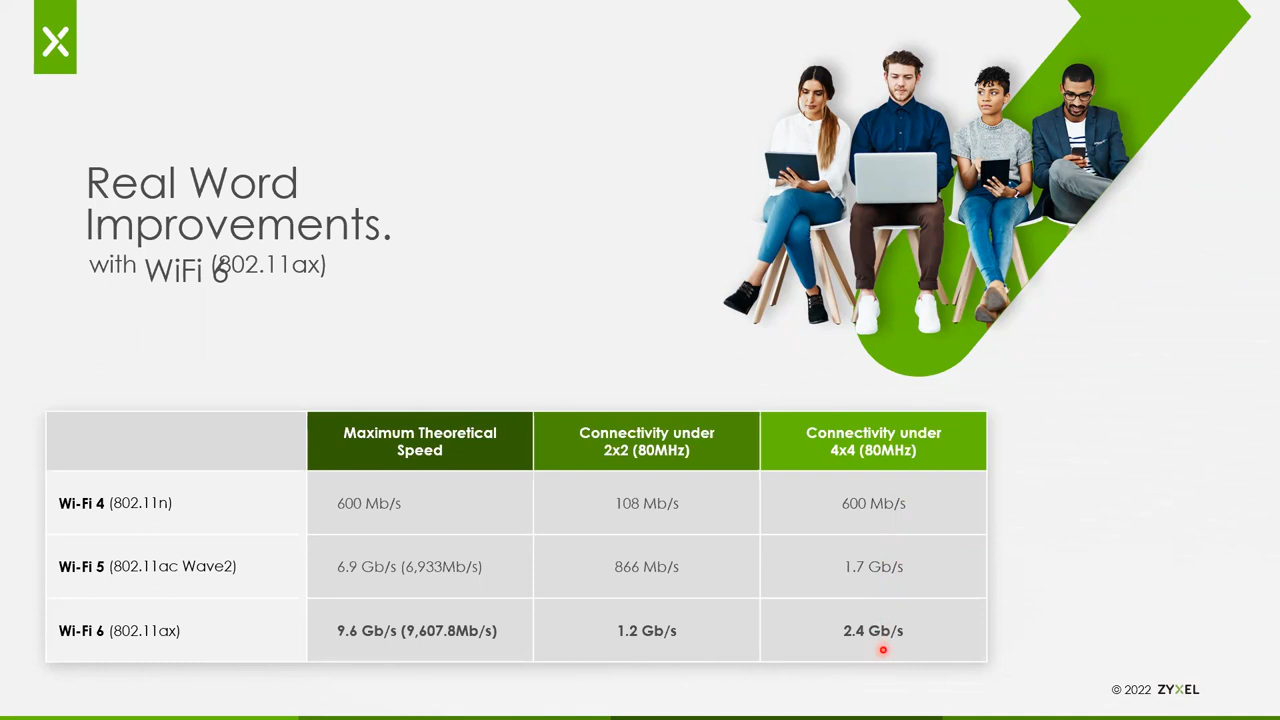 Real Word
Improvements.
with WiFi 6 (802.11ax)
Maximum Theoretical
Speed
Connectivity under
2x2 (80MHz)
Connectivity under
4x4 (80MHz)
Wi-Fi 4 (802.11n)
600 Mb/s
108 Mb/s
600 Mb/s
Wi-Fi 5 (802.11ac Wave2)
6.9 Gb/s (6,933Mb/s)
866 Mb/s
1.7 Gb/s
Wi-Fi 6 (802.11ax)
9.6 Gb/s (9,607.8Mb/s)
1.2 Gb/s
2.4 Gb/s
© 2022 ZYXEL